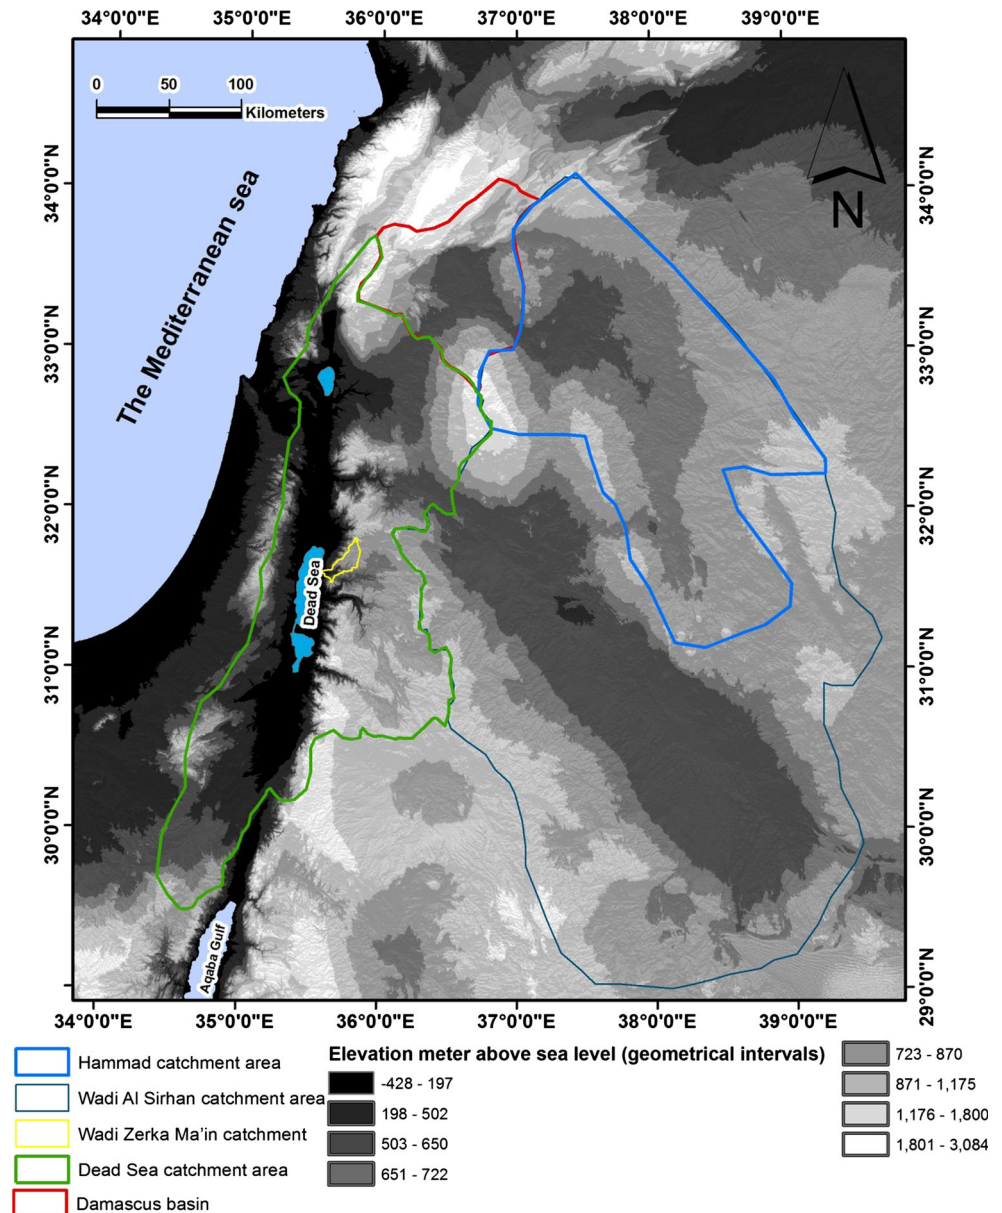 34°0'0"E 35°0'0"E 36°0'0"E 37°0'0"E 38°0'0"E 39°0'0"E
0 50 100
Kilometers
N
The Mediterranean sea
Dead Sea
Aqaba Gulf
34°0'0"N 34°0'0"N
33°0'0"N 33°0'0"N
32°0'0"N 32°0'0"N
31°0'0"N 31°0'0"N
30°0'0"N 30°0'0"N
29°0'0"N
34°0'0"E 35°0'0"E 36°0'0"E 37°0'0"E 38°0'0"E 39°0'0"E
Hammad catchment area
Wadi Al Sirhan catchment area
Wadi Zerka Ma'in catchment
Dead Sea catchment area
Damascus basin
Elevation meter above sea level (geometrical intervals)
-428 - 197
198 - 502
503 - 650
651 - 722
723 - 870
871 - 1,175
1,176 - 1,800
1,801 - 3,084